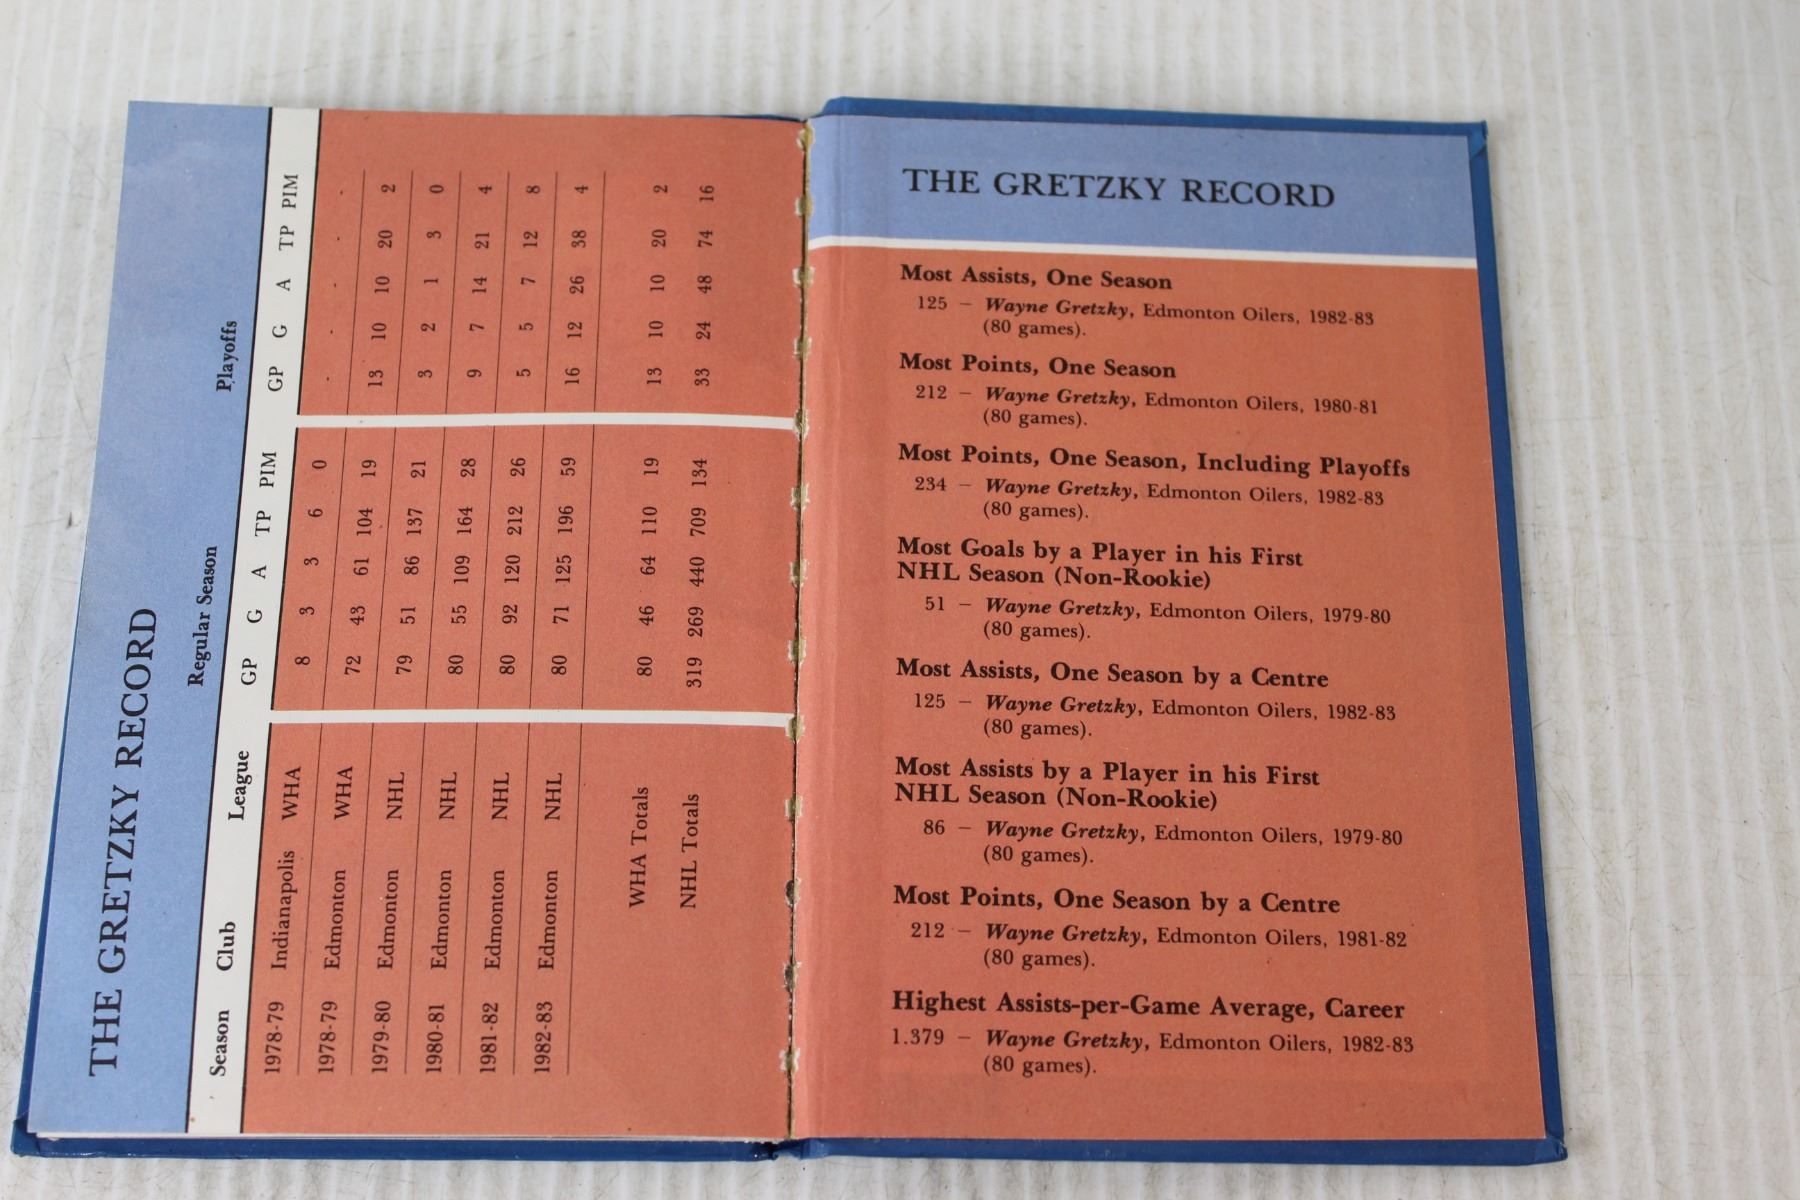 THE GRETZKY RECORD
Regular Season Playoffs
Season Club League GP G A TP PIM GP G A TP PIM
1978-79 Indianapolis WHA 8 3 3 6 0 - - - - -
1978-79 Edmonton WHA 72 43 61 104 19 13 10 10 20 2
1979-80 Edmonton NHL 79 51 86 137 21 3 2 1 3 0
1980-81 Edmonton NHL 80 55 109 164 28 9 7 14 21 4
1981-82 Edmonton NHL 80 92 120 212 26 5 5 7 12 8
1982-83 Edmonton NHL 80 71 125 196 59 16 12 26 38 4
WHA Totals 80 46 64 110 19 13 10 10 20 2
NHL Totals 319 269 440 709 134 33 24 48 74 16
THE GRETZKY RECORD
Most Assists, One Season
125 — Wayne Gretzky, Edmonton Oilers, 1982-83
(80 games).
Most Points, One Season
212 — Wayne Gretzky, Edmonton Oilers, 1980-81
(80 games).
Most Points, One Season, Including Playoffs
234 — Wayne Gretzky, Edmonton Oilers, 1982-83
(80 games).
Most Goals by a Player in his First
NHL Season (Non-Rookie)
51 — Wayne Gretzky, Edmonton Oilers, 1979-80
(80 games).
Most Assists, One Season by a Centre
125 — Wayne Gretzky, Edmonton Oilers, 1982-83
(80 games).
Most Assists by a Player in his First
NHL Season (Non-Rookie)
86 — Wayne Gretzky, Edmonton Oilers, 1979-80
(80 games).
Most Points, One Season by a Centre
212 — Wayne Gretzky, Edmonton Oilers, 1981-82
(80 games).
Highest Assists-per-Game Average, Career
1.379 — Wayne Gretzky, Edmonton Oilers, 1982-83
(80 games).